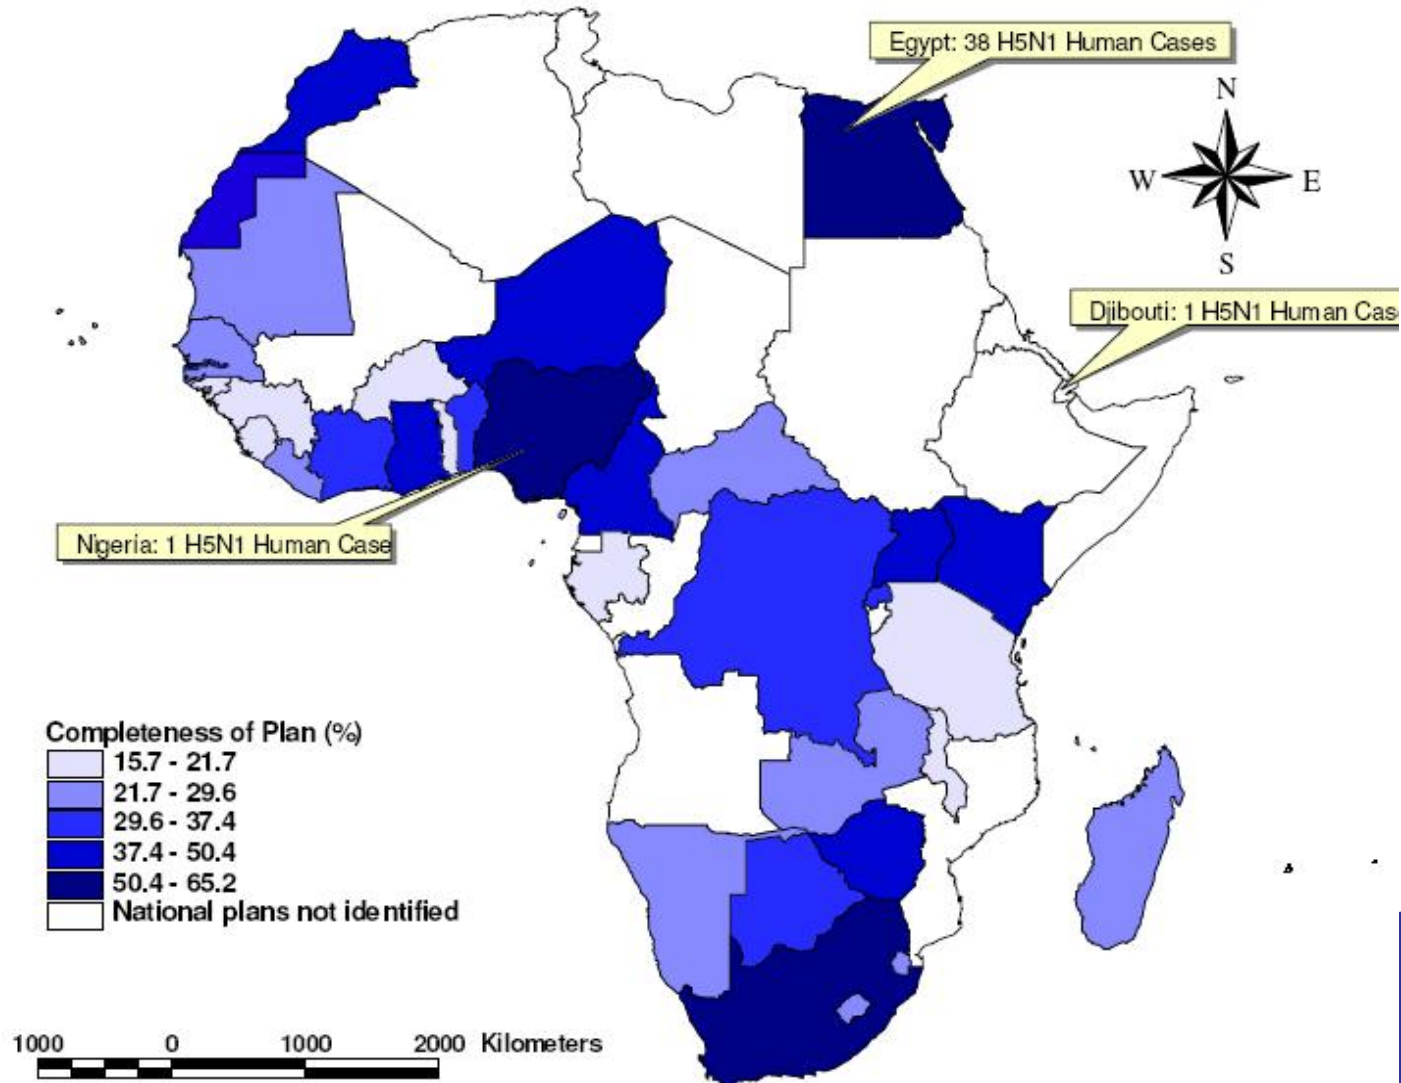 Egypt: 38 H5N1 Human Cases
N
W E
S
Djibouti: 1 H5N1 Human Cas
Nigeria: 1 H5N1 Human Case
Completeness of Plan (%)
15.7 - 21.7
21.7 - 29.6
29.6 - 37.4
37.4 - 50.4
50.4 - 65.2
National plans not identified
1000 0 1000 2000 Kilometers